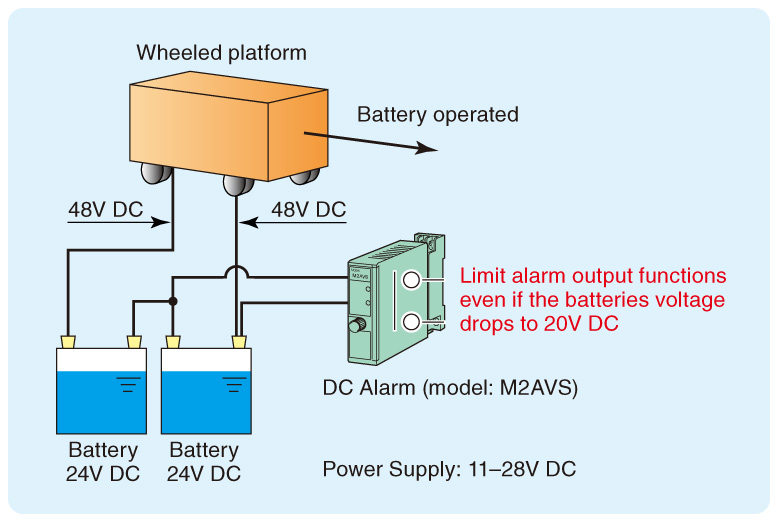 Wheeled platform
Battery operated
48V DC
48V DC
M2AVS
Limit alarm output functions
even if the batteries voltage
drops to 20V DC
DC Alarm (model: M2AVS)
Battery
24V DC
Battery
24V DC
Power Supply: 11–28V DC